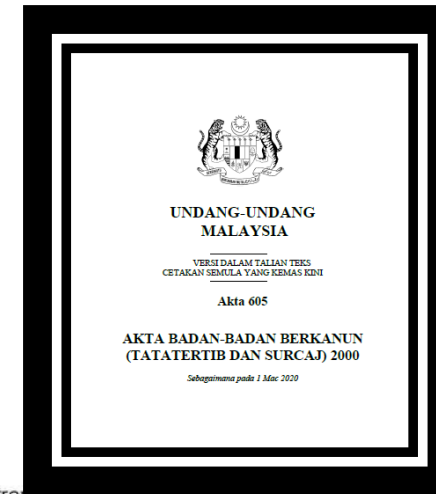 UNDANG-UNDANG
MALAYSIA
VERSI DALAM TALIAN TEKS
CETAKAN SEMULA YANG KEMAS KINI
Akta 605
AKTA BADAN-BADAN BERKANUN
(TATATERTIB DAN SURCAJ) 2000
Sebagaimana pada 1 Mac 2020